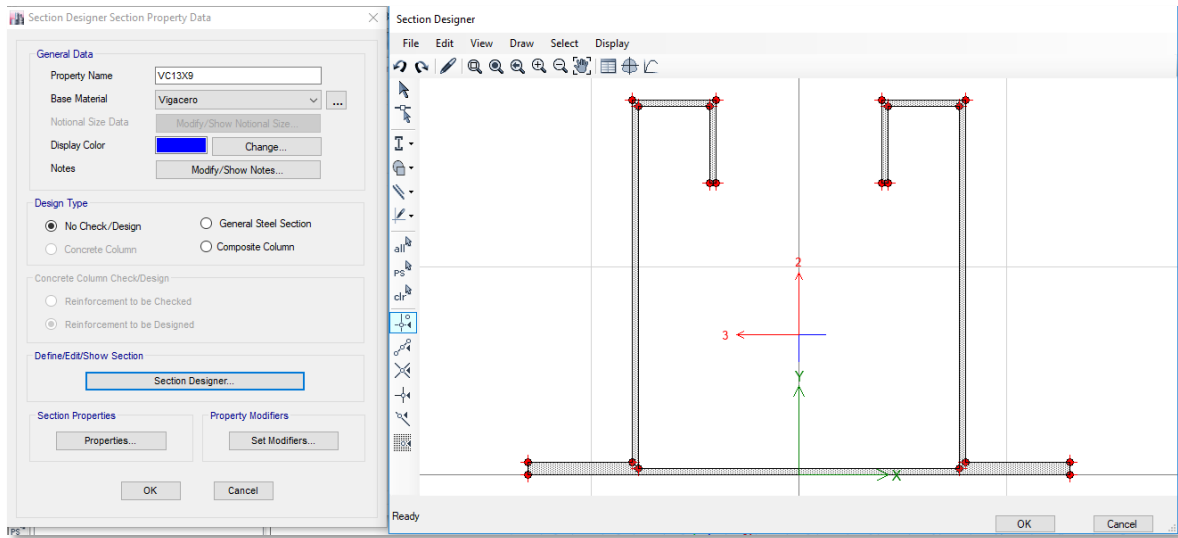 Section Designer Section Property Data
General Data
Property Name VC13X9
Base Material Vigacero ...
Notional Size Data Modify/Show Notional Size...
Display Color Change...
Notes Modify/Show Notes...
Design Type
No Check/Design General Steel Section
Concrete Column Composite Column
Concrete Column Check/Design
Reinforcement to be Checked
Reinforcement to be Designed
Define/Edit/Show Section
Section Designer...
Section Properties Property Modifiers
Properties... Set Modifiers...
OK Cancel
PS
Section Designer
File Edit View Draw Select Display
all
PS
clr
2
3
Y
X
Ready
OK Cancel